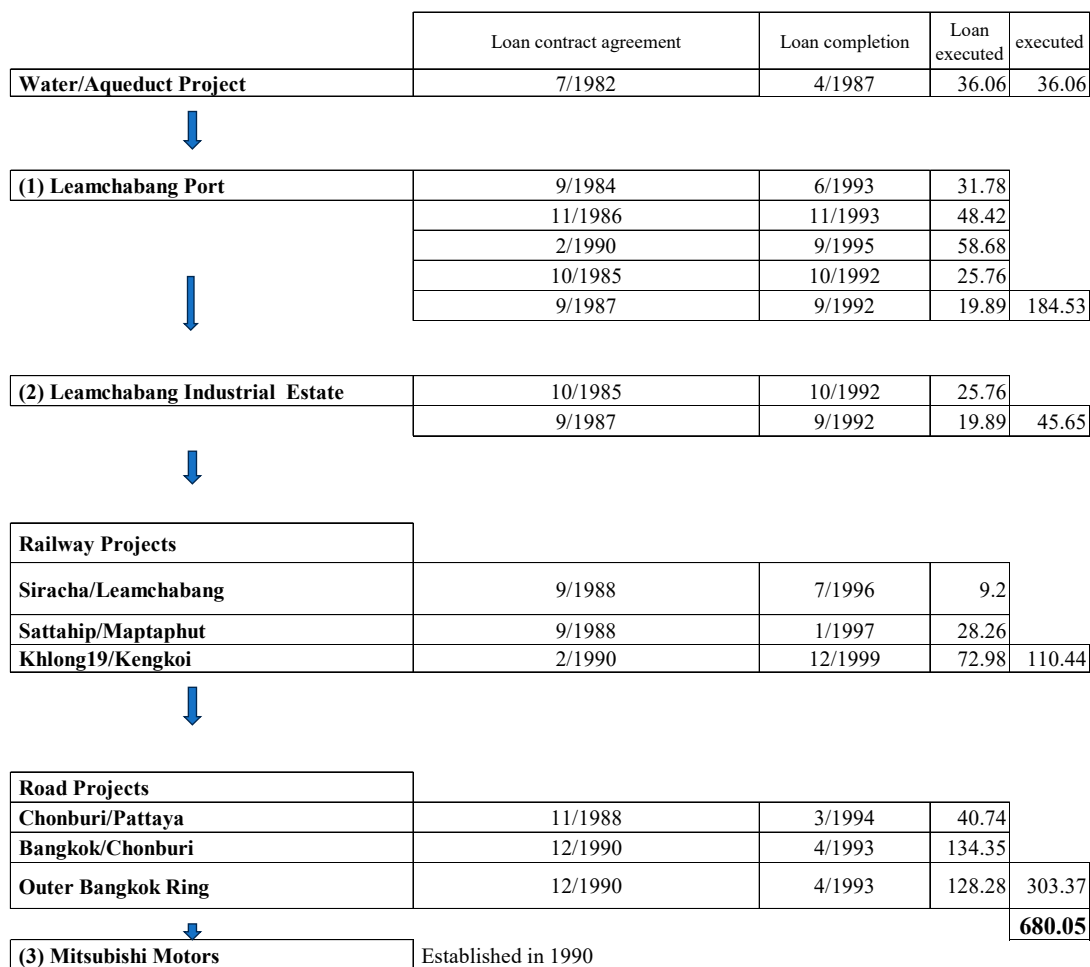 Loan contract agreement Loan completion Loan executed executed
Water/Aqueduct Project 7/1982 4/1987 36.06 36.06
(1) Leamchabang Port 9/1984 6/1993 31.78
11/1986 11/1993 48.42
2/1990 9/1995 58.68
10/1985 10/1992 25.76
9/1987 9/1992 19.89 184.53
(2) Leamchabang Industrial Estate 10/1985 10/1992 25.76
9/1987 9/1992 19.89 45.65
Railway Projects
Siracha/Leamchabang 9/1988 7/1996 9.2
Sattahip/Maptaphut 9/1988 1/1997 28.26
Khlong19/Kengkoi 2/1990 12/1999 72.98 110.44
Road Projects
Chonburi/Pattaya 11/1988 3/1994 40.74
Bangkok/Chonburi 12/1990 4/1993 134.35
Outer Bangkok Ring 12/1990 4/1993 128.28 303.37
680.05
(3) Mitsubishi Motors Established in 1990